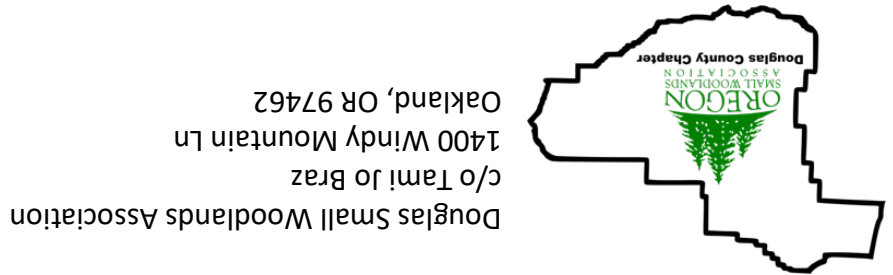 Douglas Small Woodlands Association
c/o Tami Jo Braz
1400 Windy Mountain Ln
Oakland, OR 97462
OREGON
SMALL WOODLANDS
ASSOCIATION
Douglas County Chapter